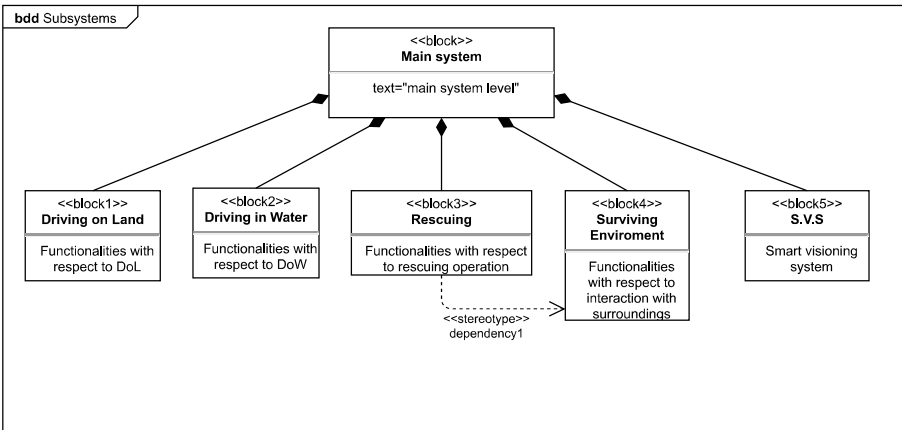 bdd Subsystems
<<block>>
Main system
text="main system level"
<<block1>>
Driving on Land
Functionalities with
respect to DoL
<<block2>>
Driving in Water
Functionalities with
respect to DoW
<<block3>>
Rescuing
Functionalities with respect
to rescuing operation
<<block4>>
Surviving
Enviroment
Functionalities
with respect to
interaction with
surroundings
<<block5>>
S.V.S
Smart visioning
system
<<stereotype>>
dependency1